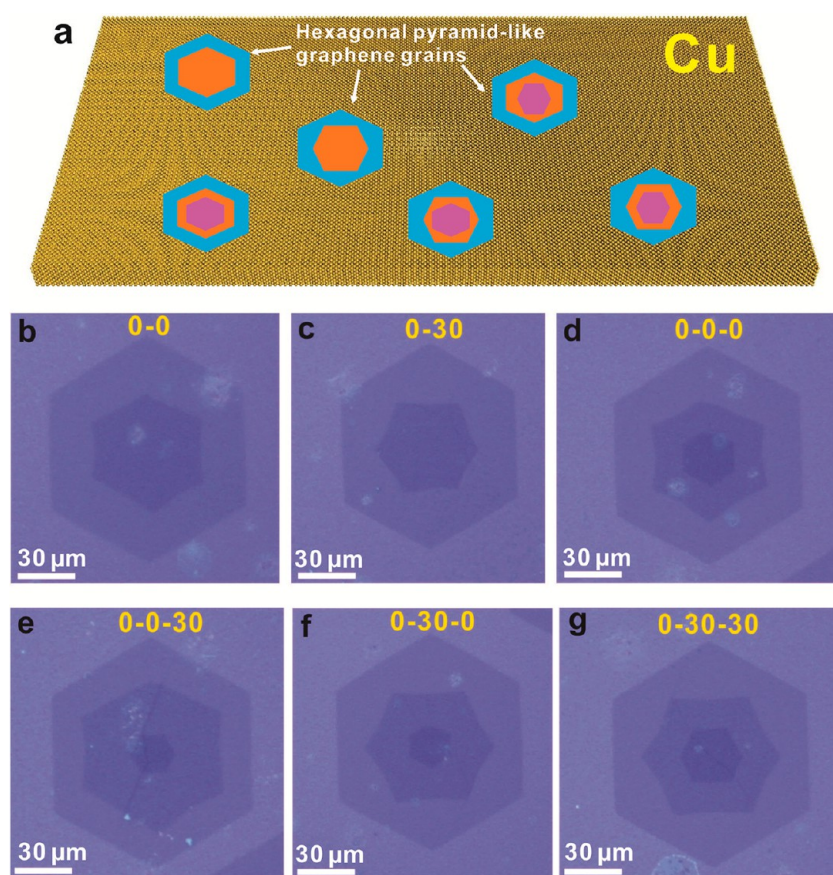 a
Hexagonal pyramid-like
graphene grains
Cu
b
0-0
30 µm
c
0-30
30 µm
d
0-0-0
30 µm
e
0-0-30
30 µm
f
0-30-0
30 µm
g
0-30-30
30 µm